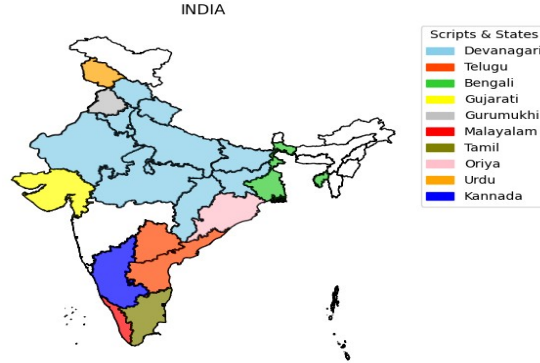 INDIA
Scripts & States
Devanagari
Telugu
Bengali
Gujarati
Gurumukhi
Malayalam
Tamil
Oriya
Urdu
Kannada